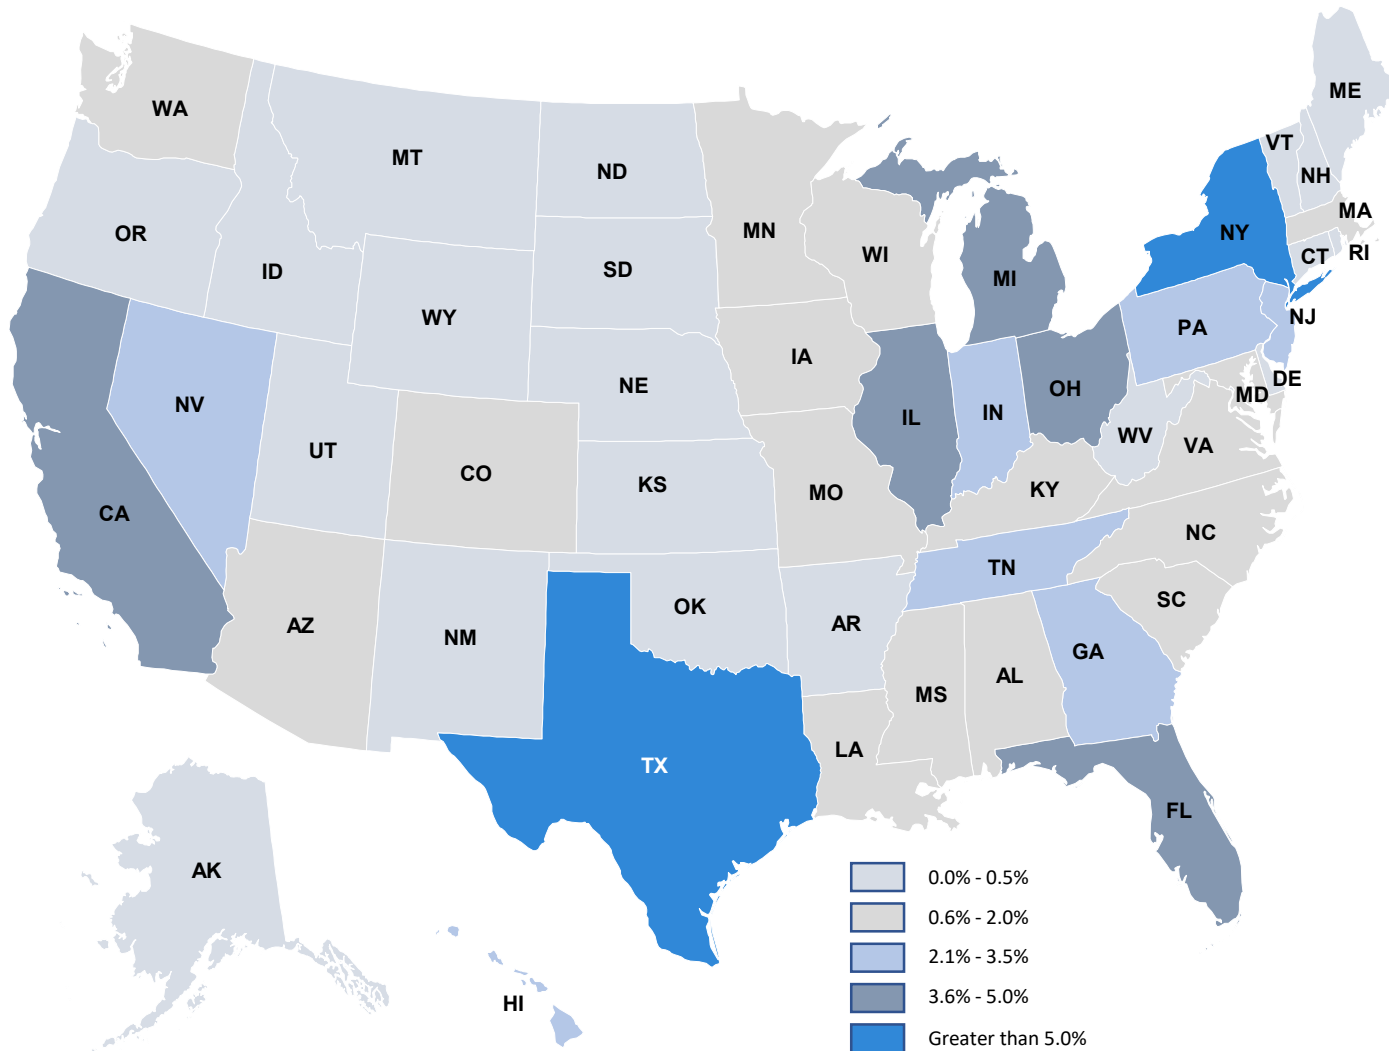 ME
WA
VT
MT
ND
NH
MA
OR
MN
NY
WI
CT
RI
ID
SD
MI
WY
NJ
PA
IA
NE
OH
DE
MD
NV
IN
IL
WV
VA
UT
CO
KS
KY
MO
CA
NC
TN
SC
OK
AR
AZ
NM
GA
AL
MS
LA
TX
FL
AK
0.0% - 0.5%
0.6% - 2.0%
2.1% - 3.5%
3.6% - 5.0%
HI
Greater than 5.0%